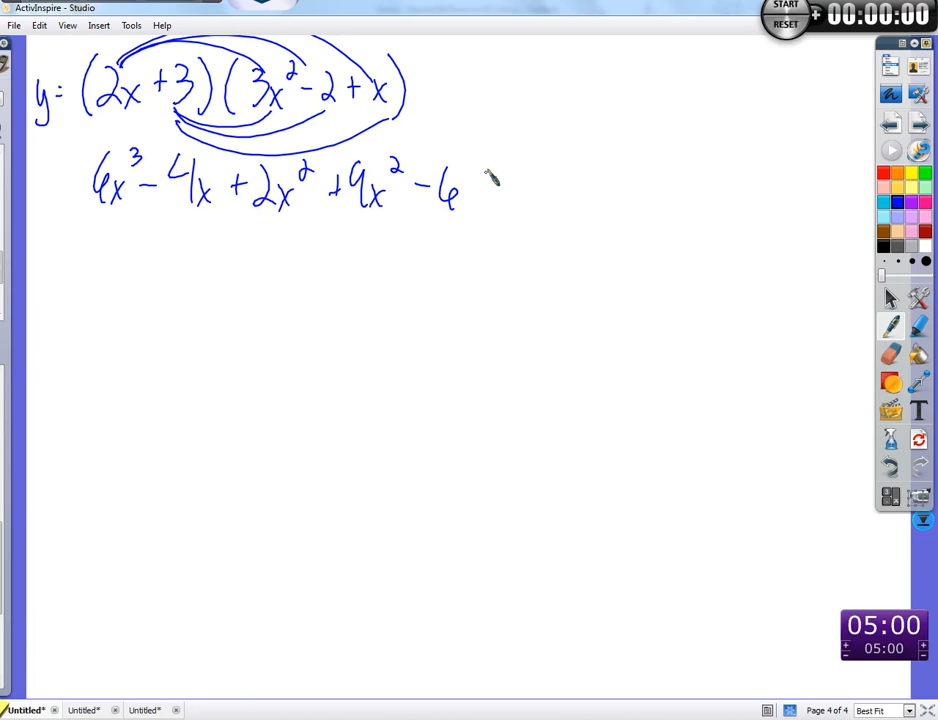 ActivInspire - Studio
START
RESET
00:00:00
File Edit View Insert Tools Help
y = (2x + 3)(3x² - 2 + x)
6x³ - 4x + 2x² + 9x² - 6
T
05:00
05:00
Untitled* Untitled* Untitled*
Page 4 of 4 Best Fit